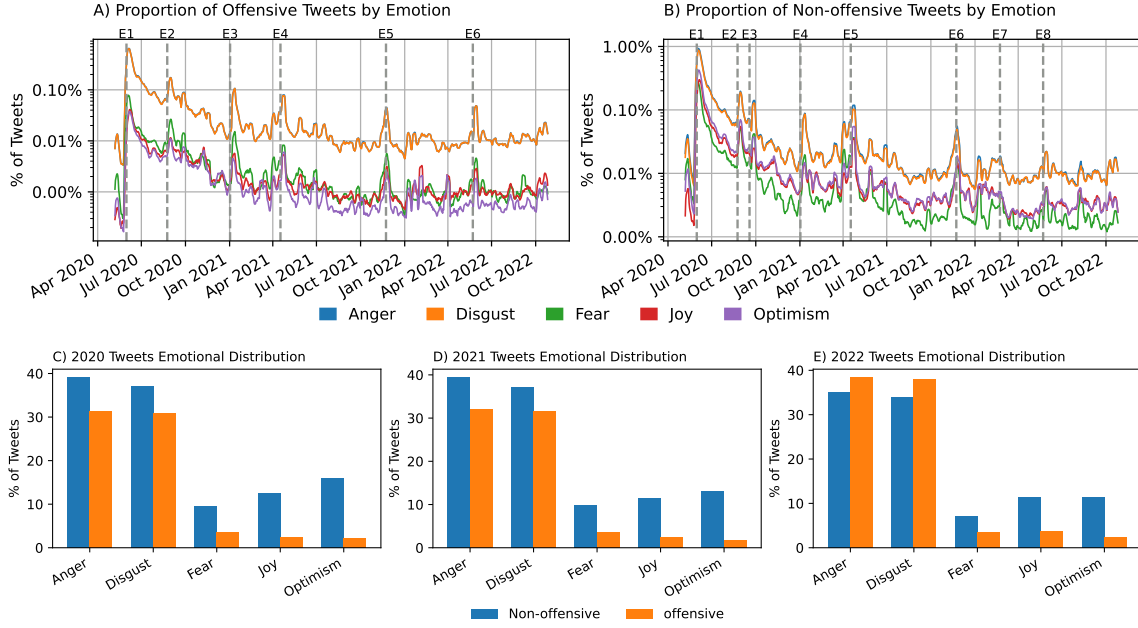 A) Proportion of Offensive Tweets by Emotion
E1 E2 E3 E4 E5 E6
% of Tweets
0.10%
0.01%
0.00%
Apr 2020 Jul 2020 Oct 2020 Jan 2021 Apr 2021 Jul 2021 Oct 2021 Jan 2022 Apr 2022 Jul 2022 Oct 2022
B) Proportion of Non-offensive Tweets by Emotion
E1 E2 E3 E4 E5 E6 E7 E8
% of Tweets
1.00%
0.10%
0.01%
0.00%
Apr 2020 Jul 2020 Oct 2020 Jan 2021 Apr 2021 Jul 2021 Oct 2021 Jan 2022 Apr 2022 Jul 2022 Oct 2022
Anger Disgust Fear Joy Optimism
C) 2020 Tweets Emotional Distribution
% of Tweets
40
30
20
10
0
Anger Disgust Fear Joy Optimism
D) 2021 Tweets Emotional Distribution
% of Tweets
40
30
20
10
0
Anger Disgust Fear Joy Optimism
E) 2022 Tweets Emotional Distribution
% of Tweets
40
30
20
10
0
Anger Disgust Fear Joy Optimism
Non-offensive offensive